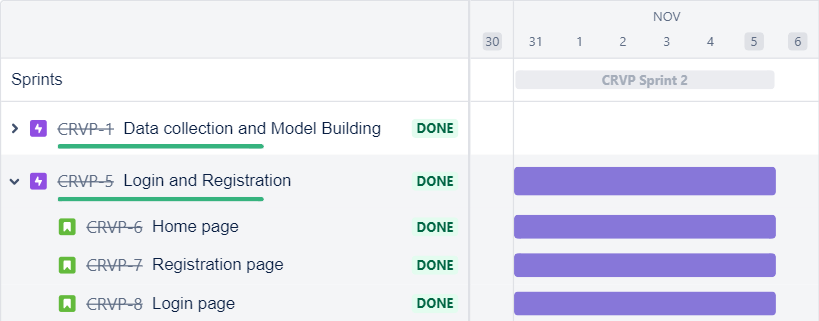 NOV
30 31 1 2 3 4 5 6
Sprints CRVP Sprint 2
CRVP-1 Data collection and Model Building DONE
CRVP-5 Login and Registration DONE
CRVP-6 Home page DONE
CRVP-7 Registration page DONE
CRVP-8 Login page DONE